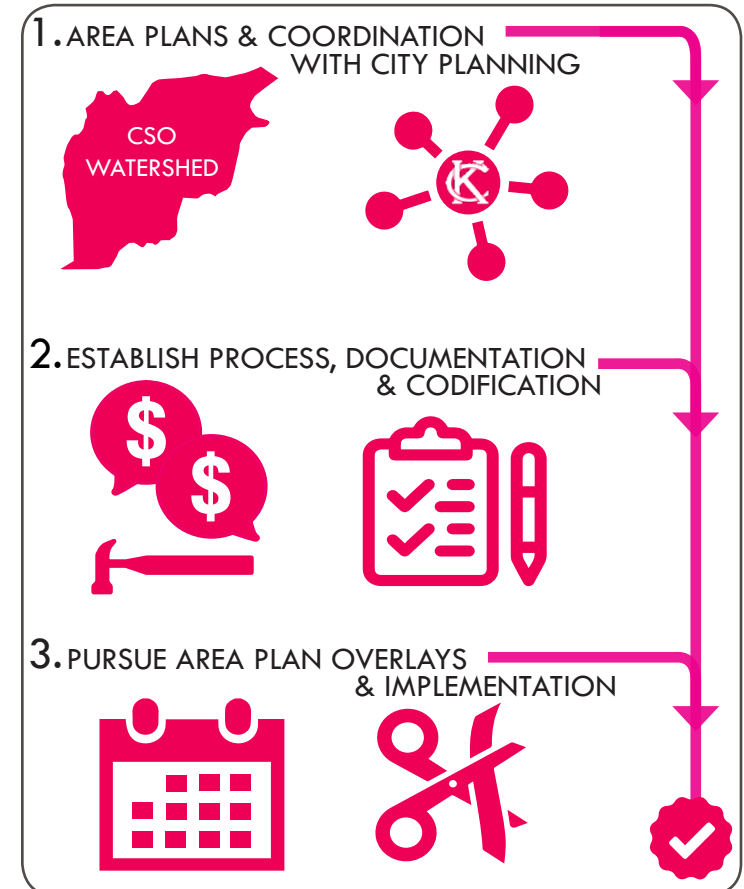 1. AREA PLANS & COORDINATION
WITH CITY PLANNING
CSO
WATERSHED
KC
2. ESTABLISH PROCESS, DOCUMENTATION
& CODIFICATION
$
$
3. PURSUE AREA PLAN OVERLAYS
& IMPLEMENTATION